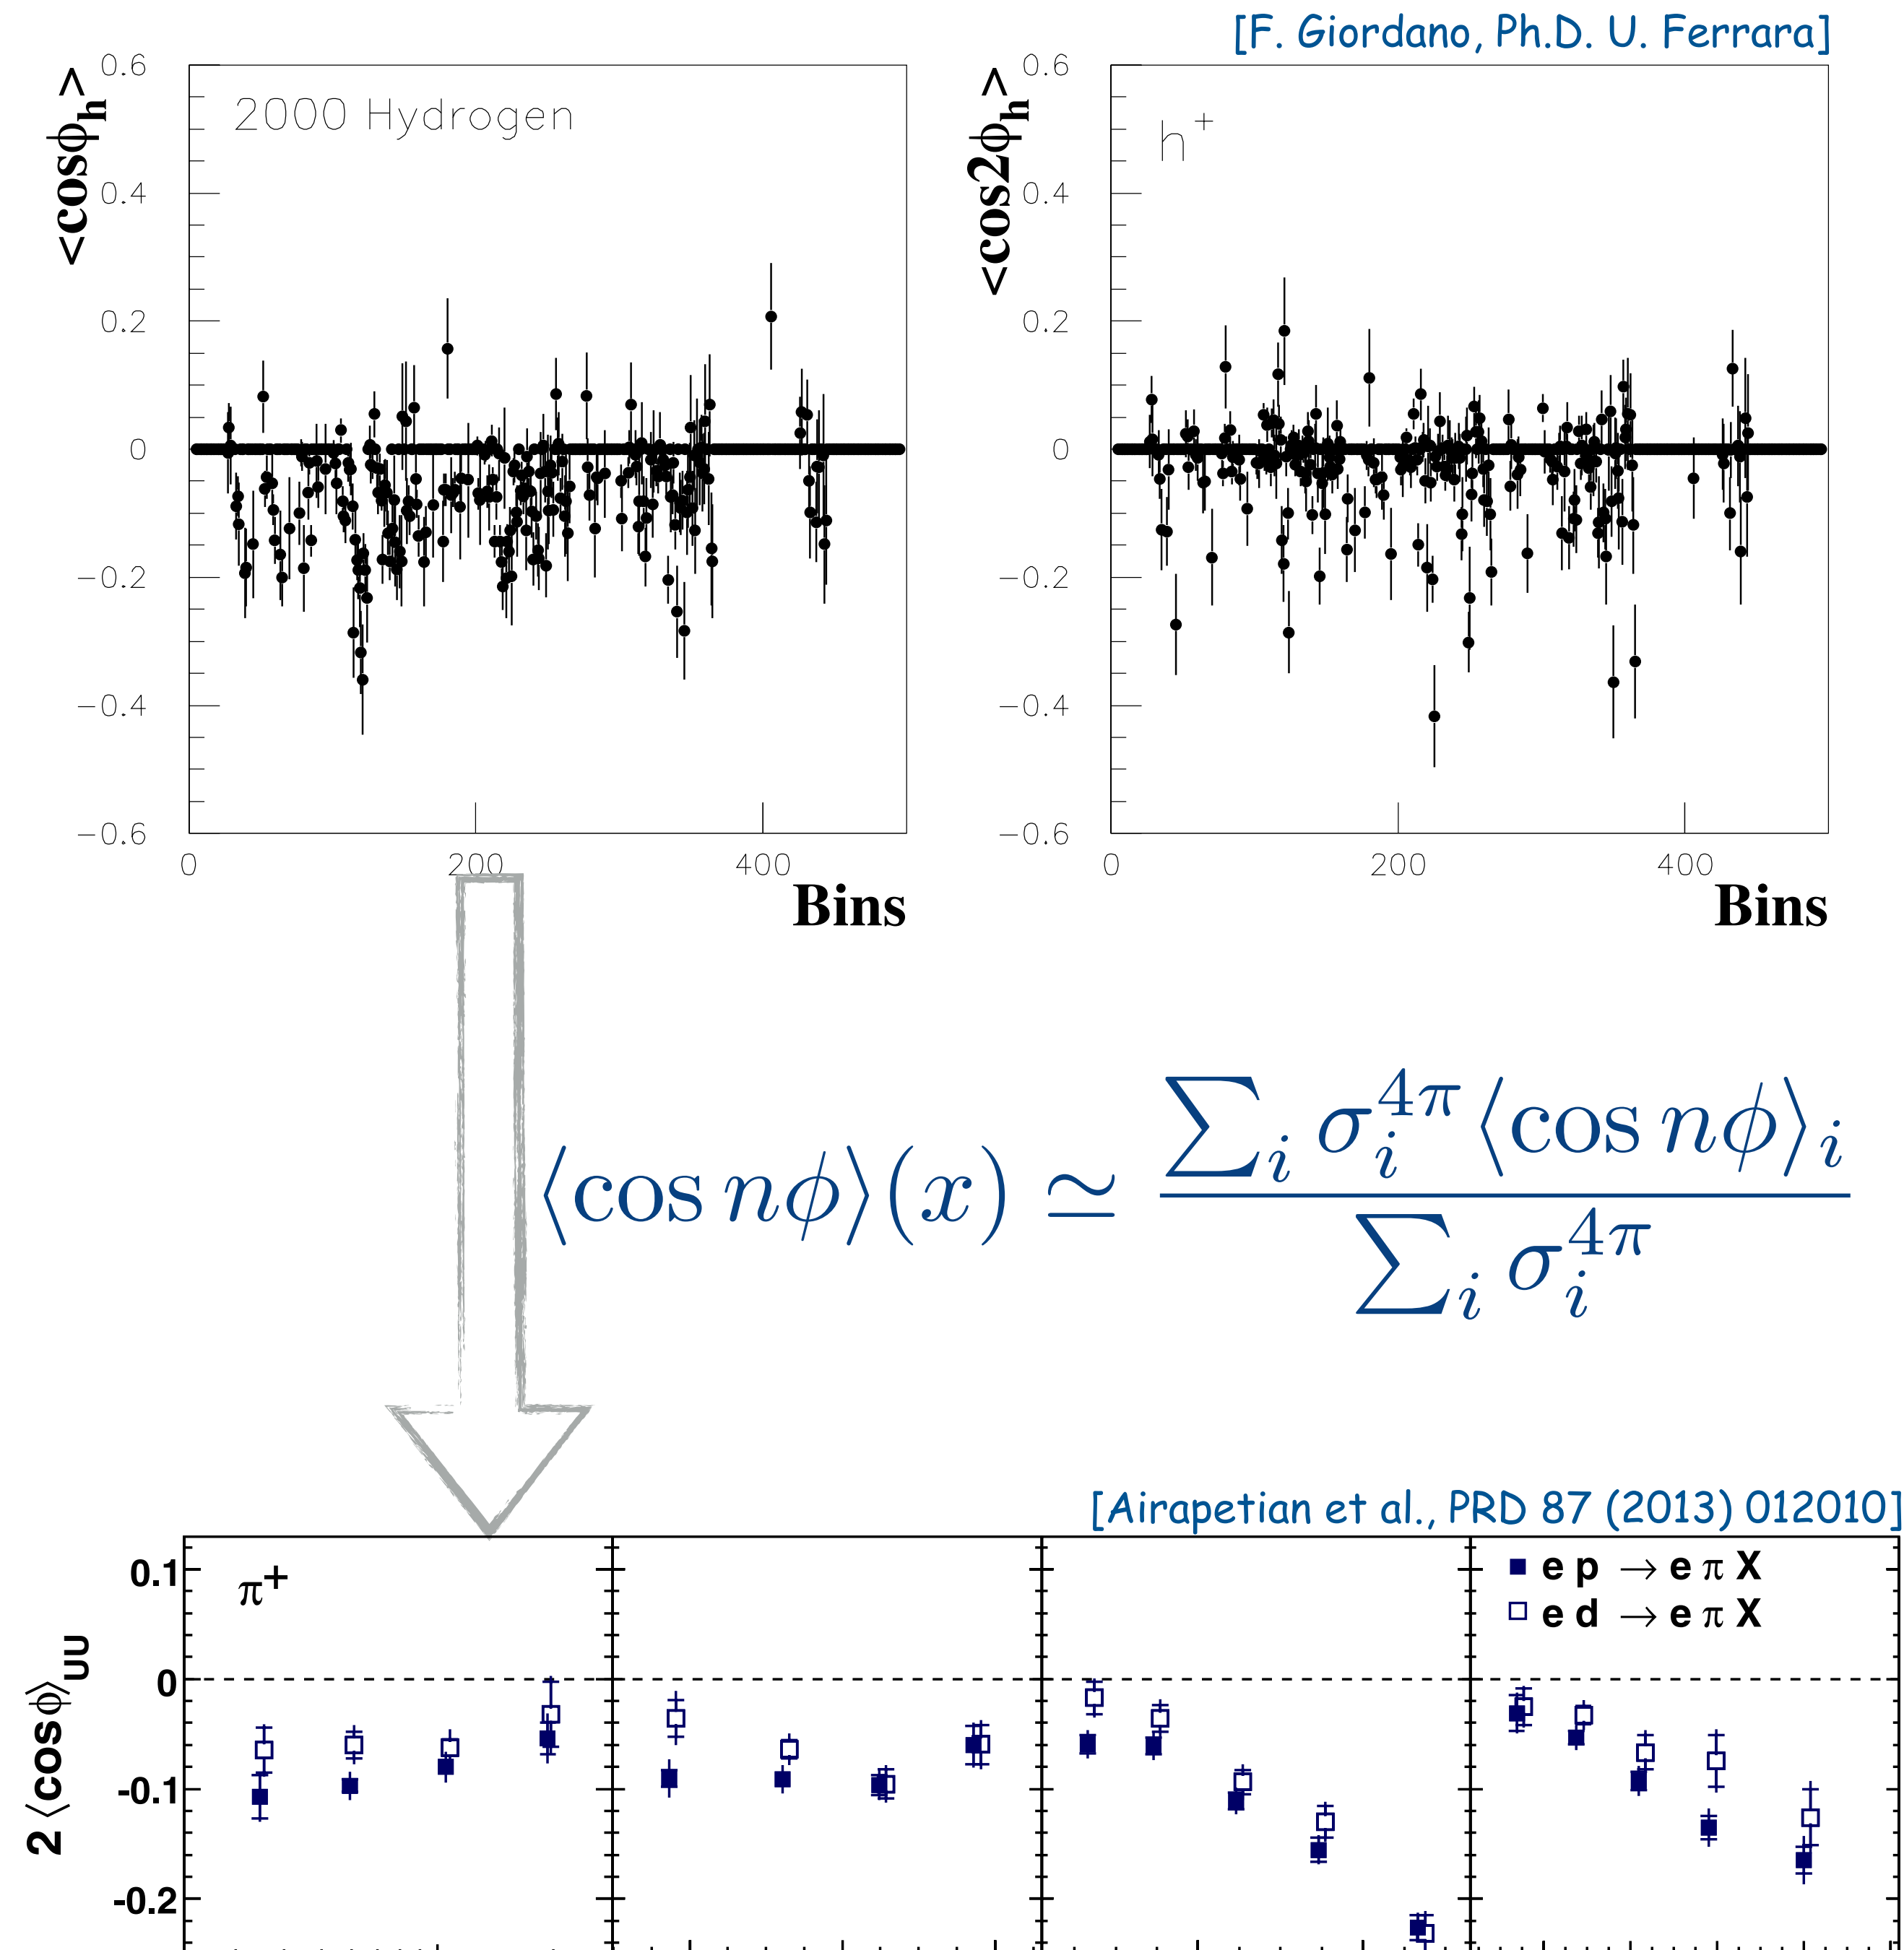 [F. Giordano, Ph.D. U. Ferrara]
<cosϕh>
0.6
0.4
0.2
0
−0.2
−0.4
−0.6
2000 Hydrogen
0 200 400
Bins
<cos2ϕh>
0.6
0.4
0.2
0
−0.2
−0.4
−0.6
h⁺
0 200 400
Bins
⟨cos nϕ⟩(x) ≃ ∑ᵢ σᵢ^{4π}⟨cos nϕ⟩ᵢ / ∑ᵢ σᵢ^{4π}
[Airapetian et al., PRD 87 (2013) 012010]
2 ⟨cosϕ⟩UU
0.1
0
-0.1
-0.2
π⁺
e p → e π X
e d → e π X